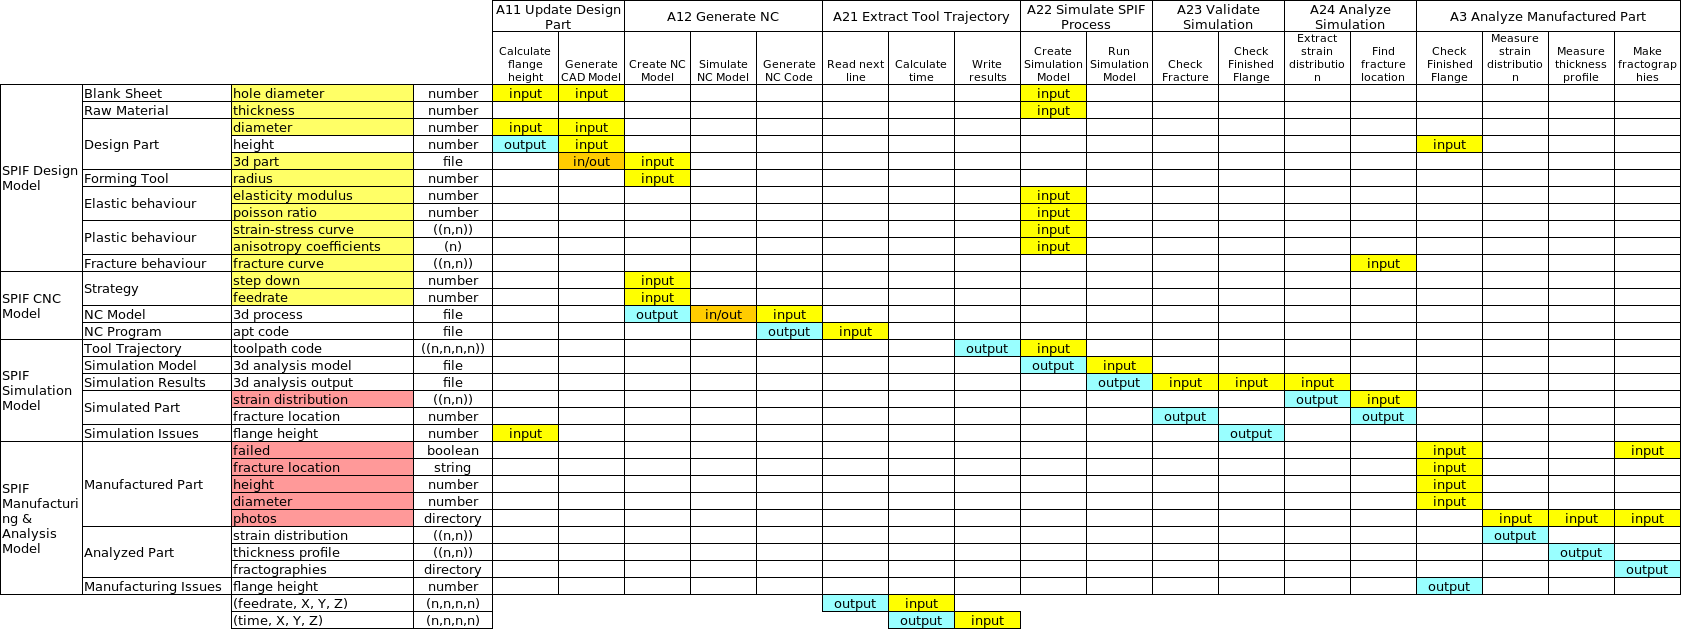 A11 Update Design Part A12 Generate NC A21 Extract Tool Trajectory A22 Simulate SPIF Process A23 Validate Simulation A24 Analyze Simulation A3 Analyze Manufactured Part
Calculate flange height Generate CAD Model Create NC Model Simulate NC Model Generate NC Code Read next line Calculate time Write results Create Simulation Model Run Simulation Model Check Fracture Check Finished Flange Extract strain distributio n Find fracture location Check Finished Flange Measure strain distributio n Measure thickness profile Make fractograp hies
SPIF Design Model
Blank Sheet hole diameter number input input input
Raw Material thickness number input
Design Part
diameter number input input
height number output input input
3d part file in/out input
Forming Tool radius number input
Elastic behaviour
elasticity modulus number input
poisson ratio number input
Plastic behaviour
strain-stress curve ((n,n)) input
anisotropy coefficients (n) input
Fracture behaviour fracture curve ((n,n)) input
SPIF CNC Model
Strategy
step down number input
feedrate number input
NC Model 3d process file output in/out input
NC Program apt code file output input
SPIF Simulation Model
Tool Trajectory toolpath code ((n,n,n,n)) output input
Simulation Model 3d analysis model file output input
Simulation Results 3d analysis output file output input input input
Simulated Part
strain distribution ((n,n)) output input
fracture location number output output
Simulation Issues flange height number input output
SPIF Manufacturi ng & Analysis Model
Manufactured Part
failed boolean input input
fracture location string input
height number input
diameter number input
photos directory input input input
Analyzed Part
strain distribution ((n,n)) output
thickness profile ((n,n)) output
fractographies directory output
Manufacturing Issues flange height number output
(feedrate, X, Y, Z) (n,n,n,n) output input
(time, X, Y, Z) (n,n,n,n) output input